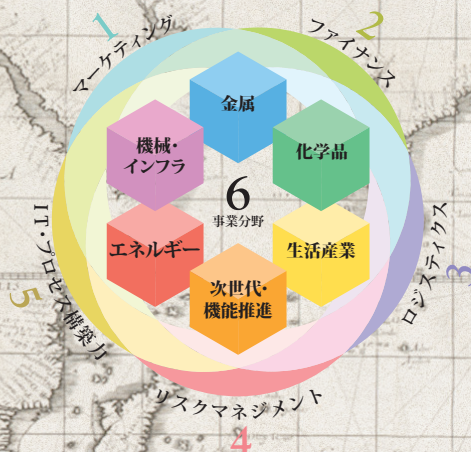 1
マーケティング
2
ファイナンス
金属
機械・
インフラ
化学品
6
事業分野
エネルギー
生活産業
次世代・
機能推進
3
ロジスティクス
4
リスクマネジメント
5
IT・プロセス構築力